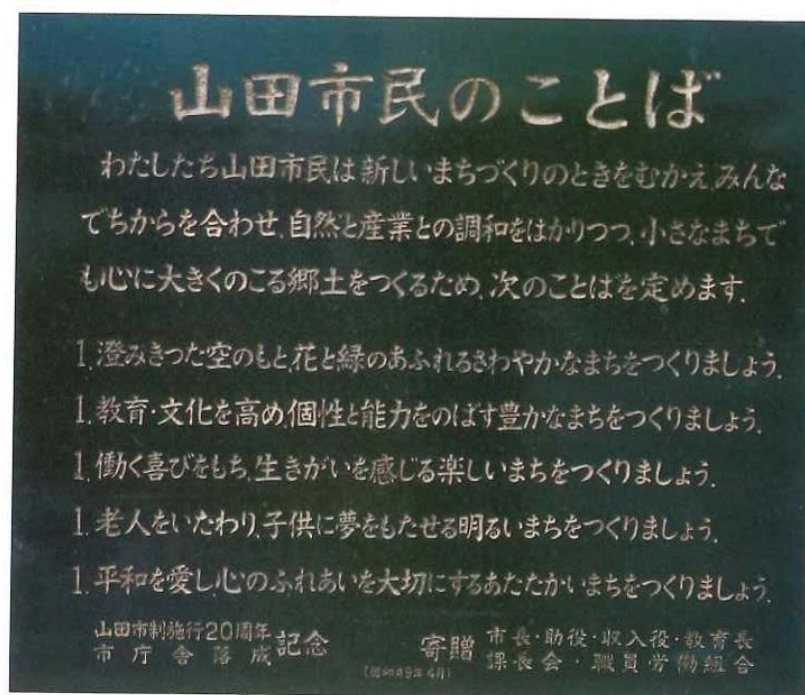 山田市民のことば
わたしたち山田市民は新しいまちづくりのときをむかえ、みんな
でちからを合わせ、自然と産業との調和をはかりつつ、小さなまちで
も心に大きくのこる郷土をつくるため、次のことばを定めます.
1.澄みきつた空のもと、花と緑のあふれるさわやかなまちをつくりましょう.
1.教育・文化を高め、個性と能力をのばす豊かなまちをつくりましょう.
1.働く喜びをもち、生きがいを感じる楽しいまちをつくりましょう.
1.老人をいたわり、子供に夢をもたせる明るいまちをつくりましょう.
1.平和を愛し、心のふれあいを大切にするあたたかいまちをつくりましょう.
山田市制施行20周年
市庁舎落成
記念
寄贈
市長・助役・収入役・教育長
課長会・職員労働組合
(昭和49年4月)